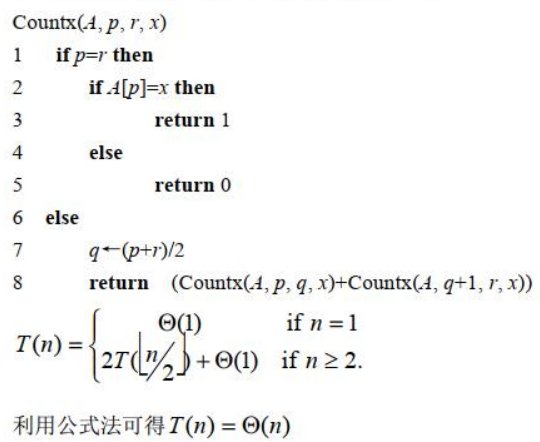 Countx(A, p, r, x)
1 if p=r then
2 if A[p]=x then
3 return 1
4 else
5 return 0
6 else
7 q←(p+r)/2
8 return (Countx(A, p, q, x)+Countx(A, q+1, r, x))
T(n) = { Θ(1) if n = 1
2T(⌊n/2⌋) + Θ(1) if n ≥ 2.
利用公式法可得 T(n) = Θ(n)